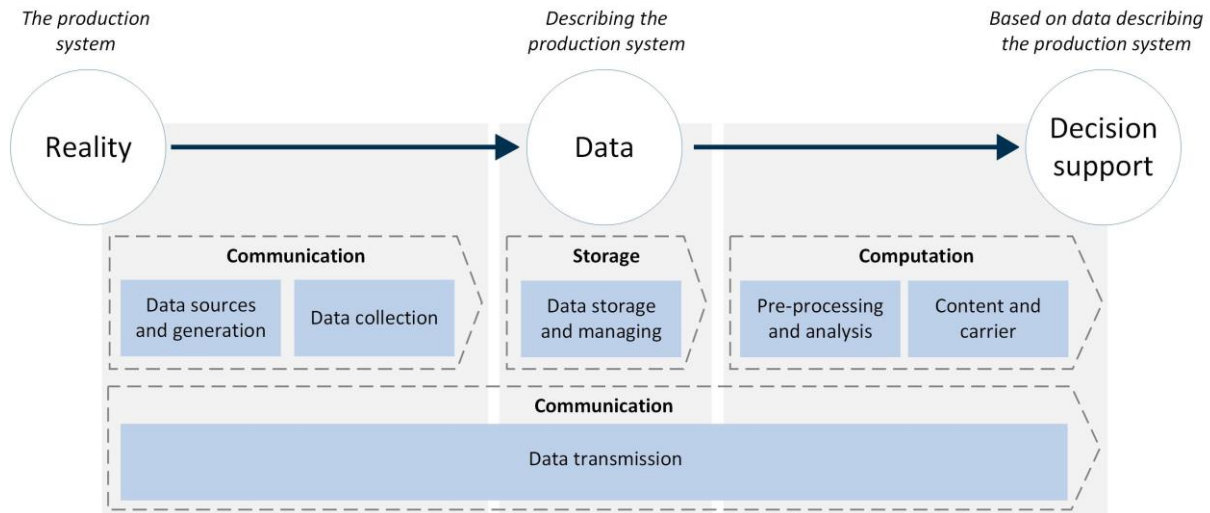 The production
system
Describing the
production system
Based on data describing
the production system
Reality
Data
Decision
support
Communication
Data sources
and generation
Data collection
Storage
Data storage
and managing
Computation
Pre-processing
and analysis
Content and
carrier
Communication
Data transmission